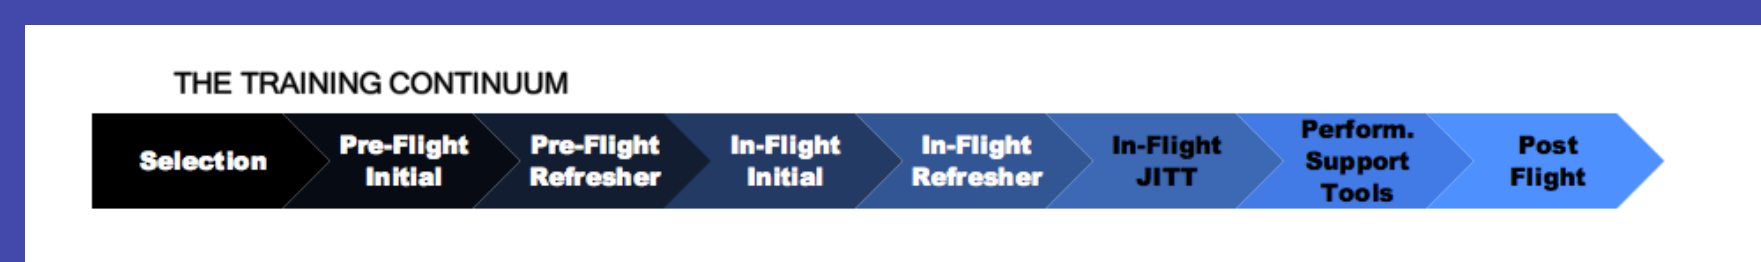 THE TRAINING CONTINUUM
Selection
Pre-Flight
Initial
Pre-Flight
Refresher
In-Flight
Initial
In-Flight
Refresher
In-Flight
JITT
Perform.
Support
Tools
Post
Flight